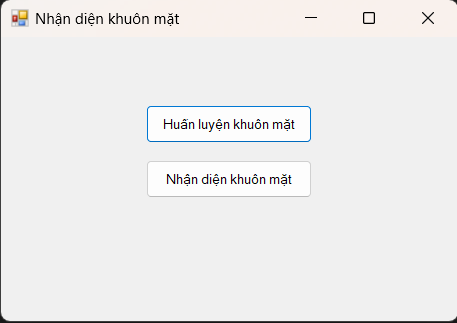 Nhận diện khuôn mặt
Huấn luyện khuôn mặt
Nhận diện khuôn mặt